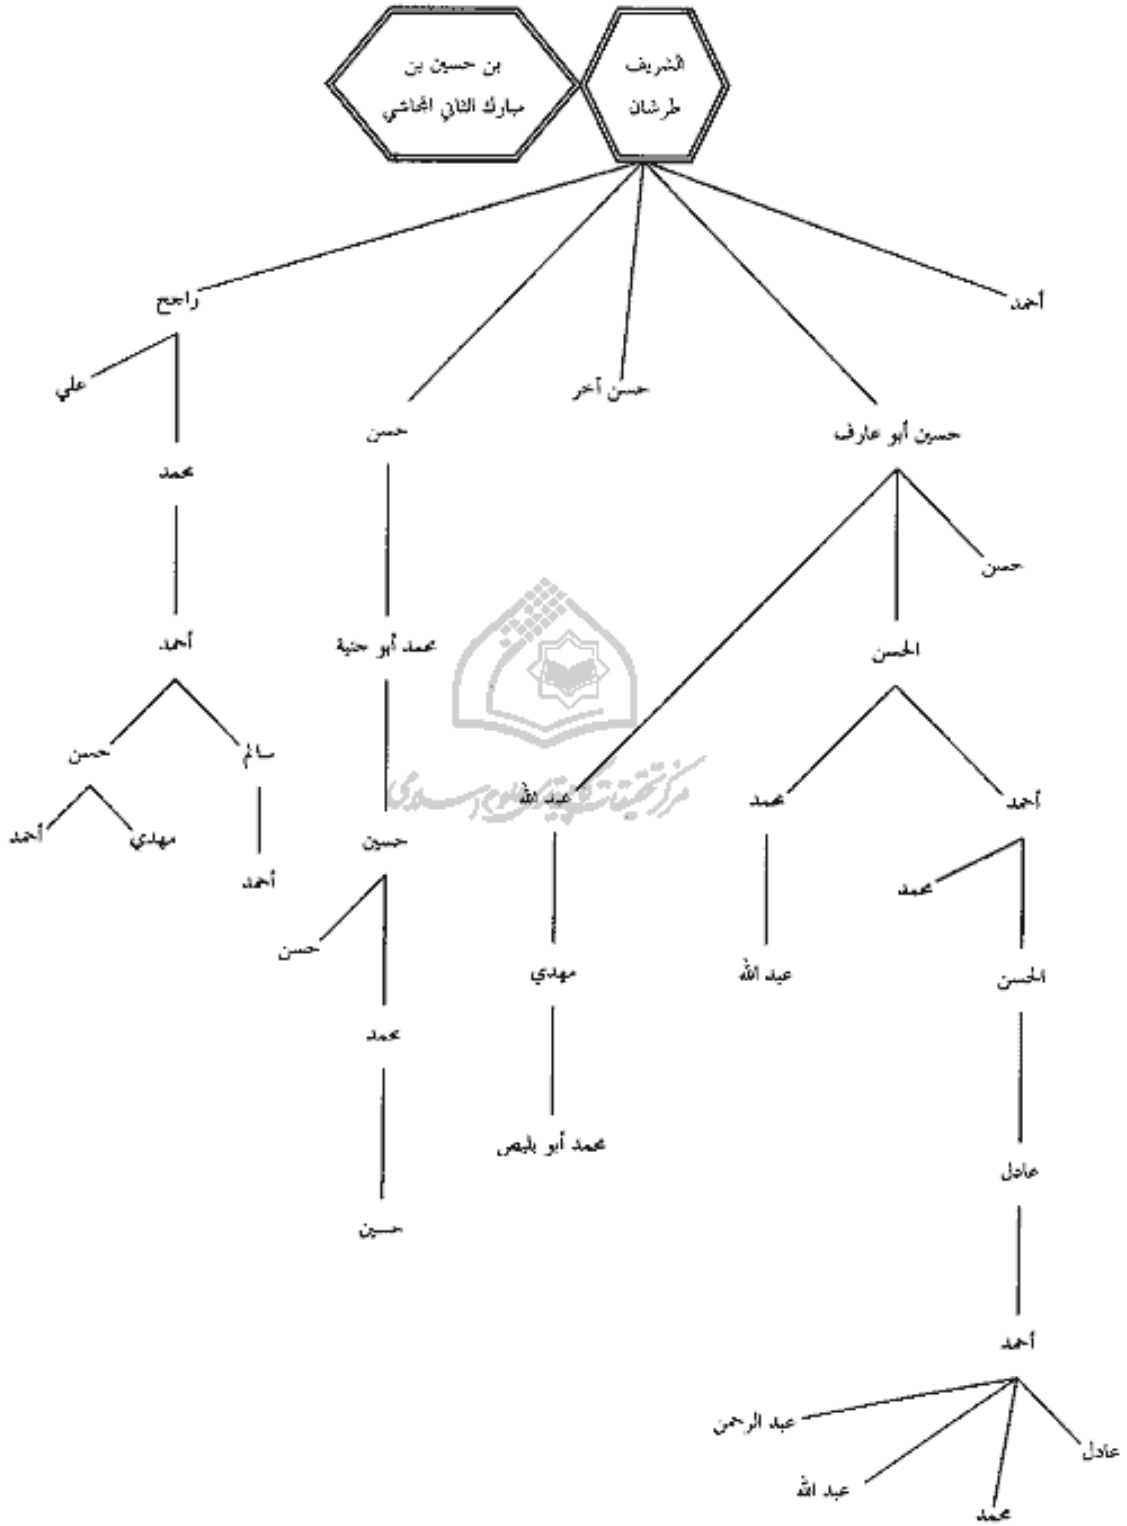 الشريف
طرشان
بن حسين بن
مبارك الثاني المحاشي
أحمد
راجح
علي
حسن آخر
حسن
حسين أبو عارف
محمد
حسن
أحمد
محمد أبو حنية
الحسن
سالم
حسن
عبد الله
محمد
أحمد
مهدي
أحمد
حسين
أحمد
محمد
حسن
مهدي
عبد الله
الحسن
محمد
محمد أبو بليص
عادل
حسين
أحمد
عبد الرحمن
عادل
عبد الله
محمد